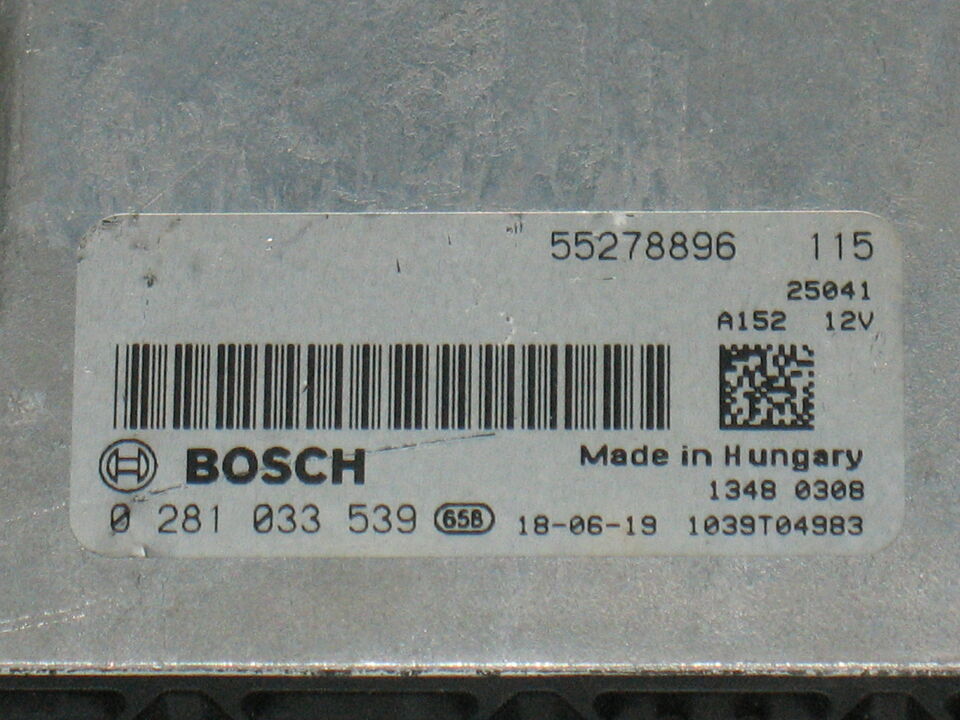 55278896 115
25041
A152 12V
BOSCH
Made in Hungary
1348 0308
0 281 033 539 65B 18-06-19 1039T04983